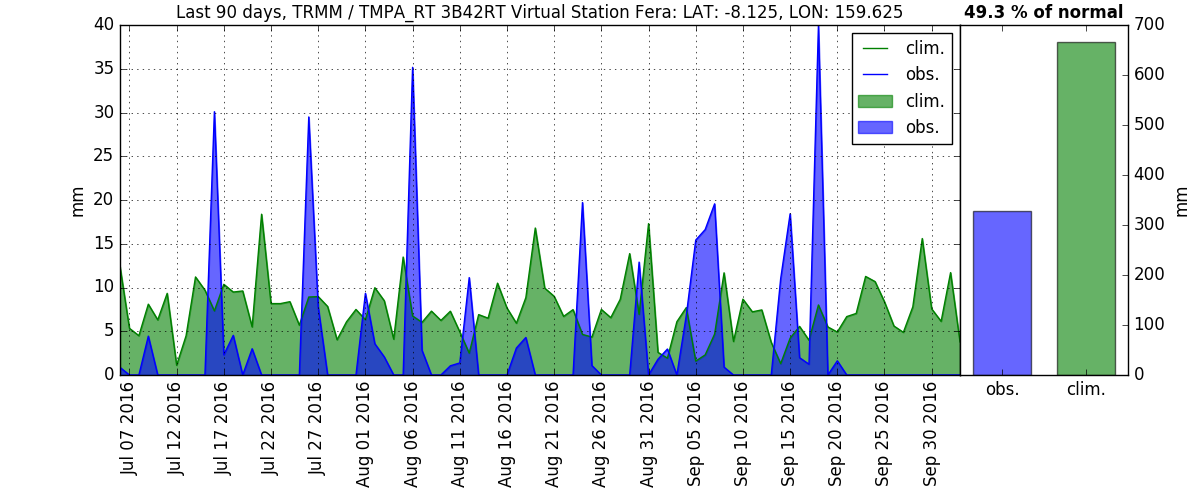 Last 90 days, TRMM / TMPA_RT 3B42RT Virtual Station Fera: LAT: -8.125, LON: 159.625
49.3 % of normal
40
35
30
25
20
15
10
5
0
mm
clim.
obs.
clim.
obs.
700
600
500
400
300
200
100
0
mm
obs.
clim.
Jul 07 2016
Jul 12 2016
Jul 17 2016
Jul 22 2016
Jul 27 2016
Aug 01 2016
Aug 06 2016
Aug 11 2016
Aug 16 2016
Aug 21 2016
Aug 26 2016
Aug 31 2016
Sep 05 2016
Sep 10 2016
Sep 15 2016
Sep 20 2016
Sep 25 2016
Sep 30 2016